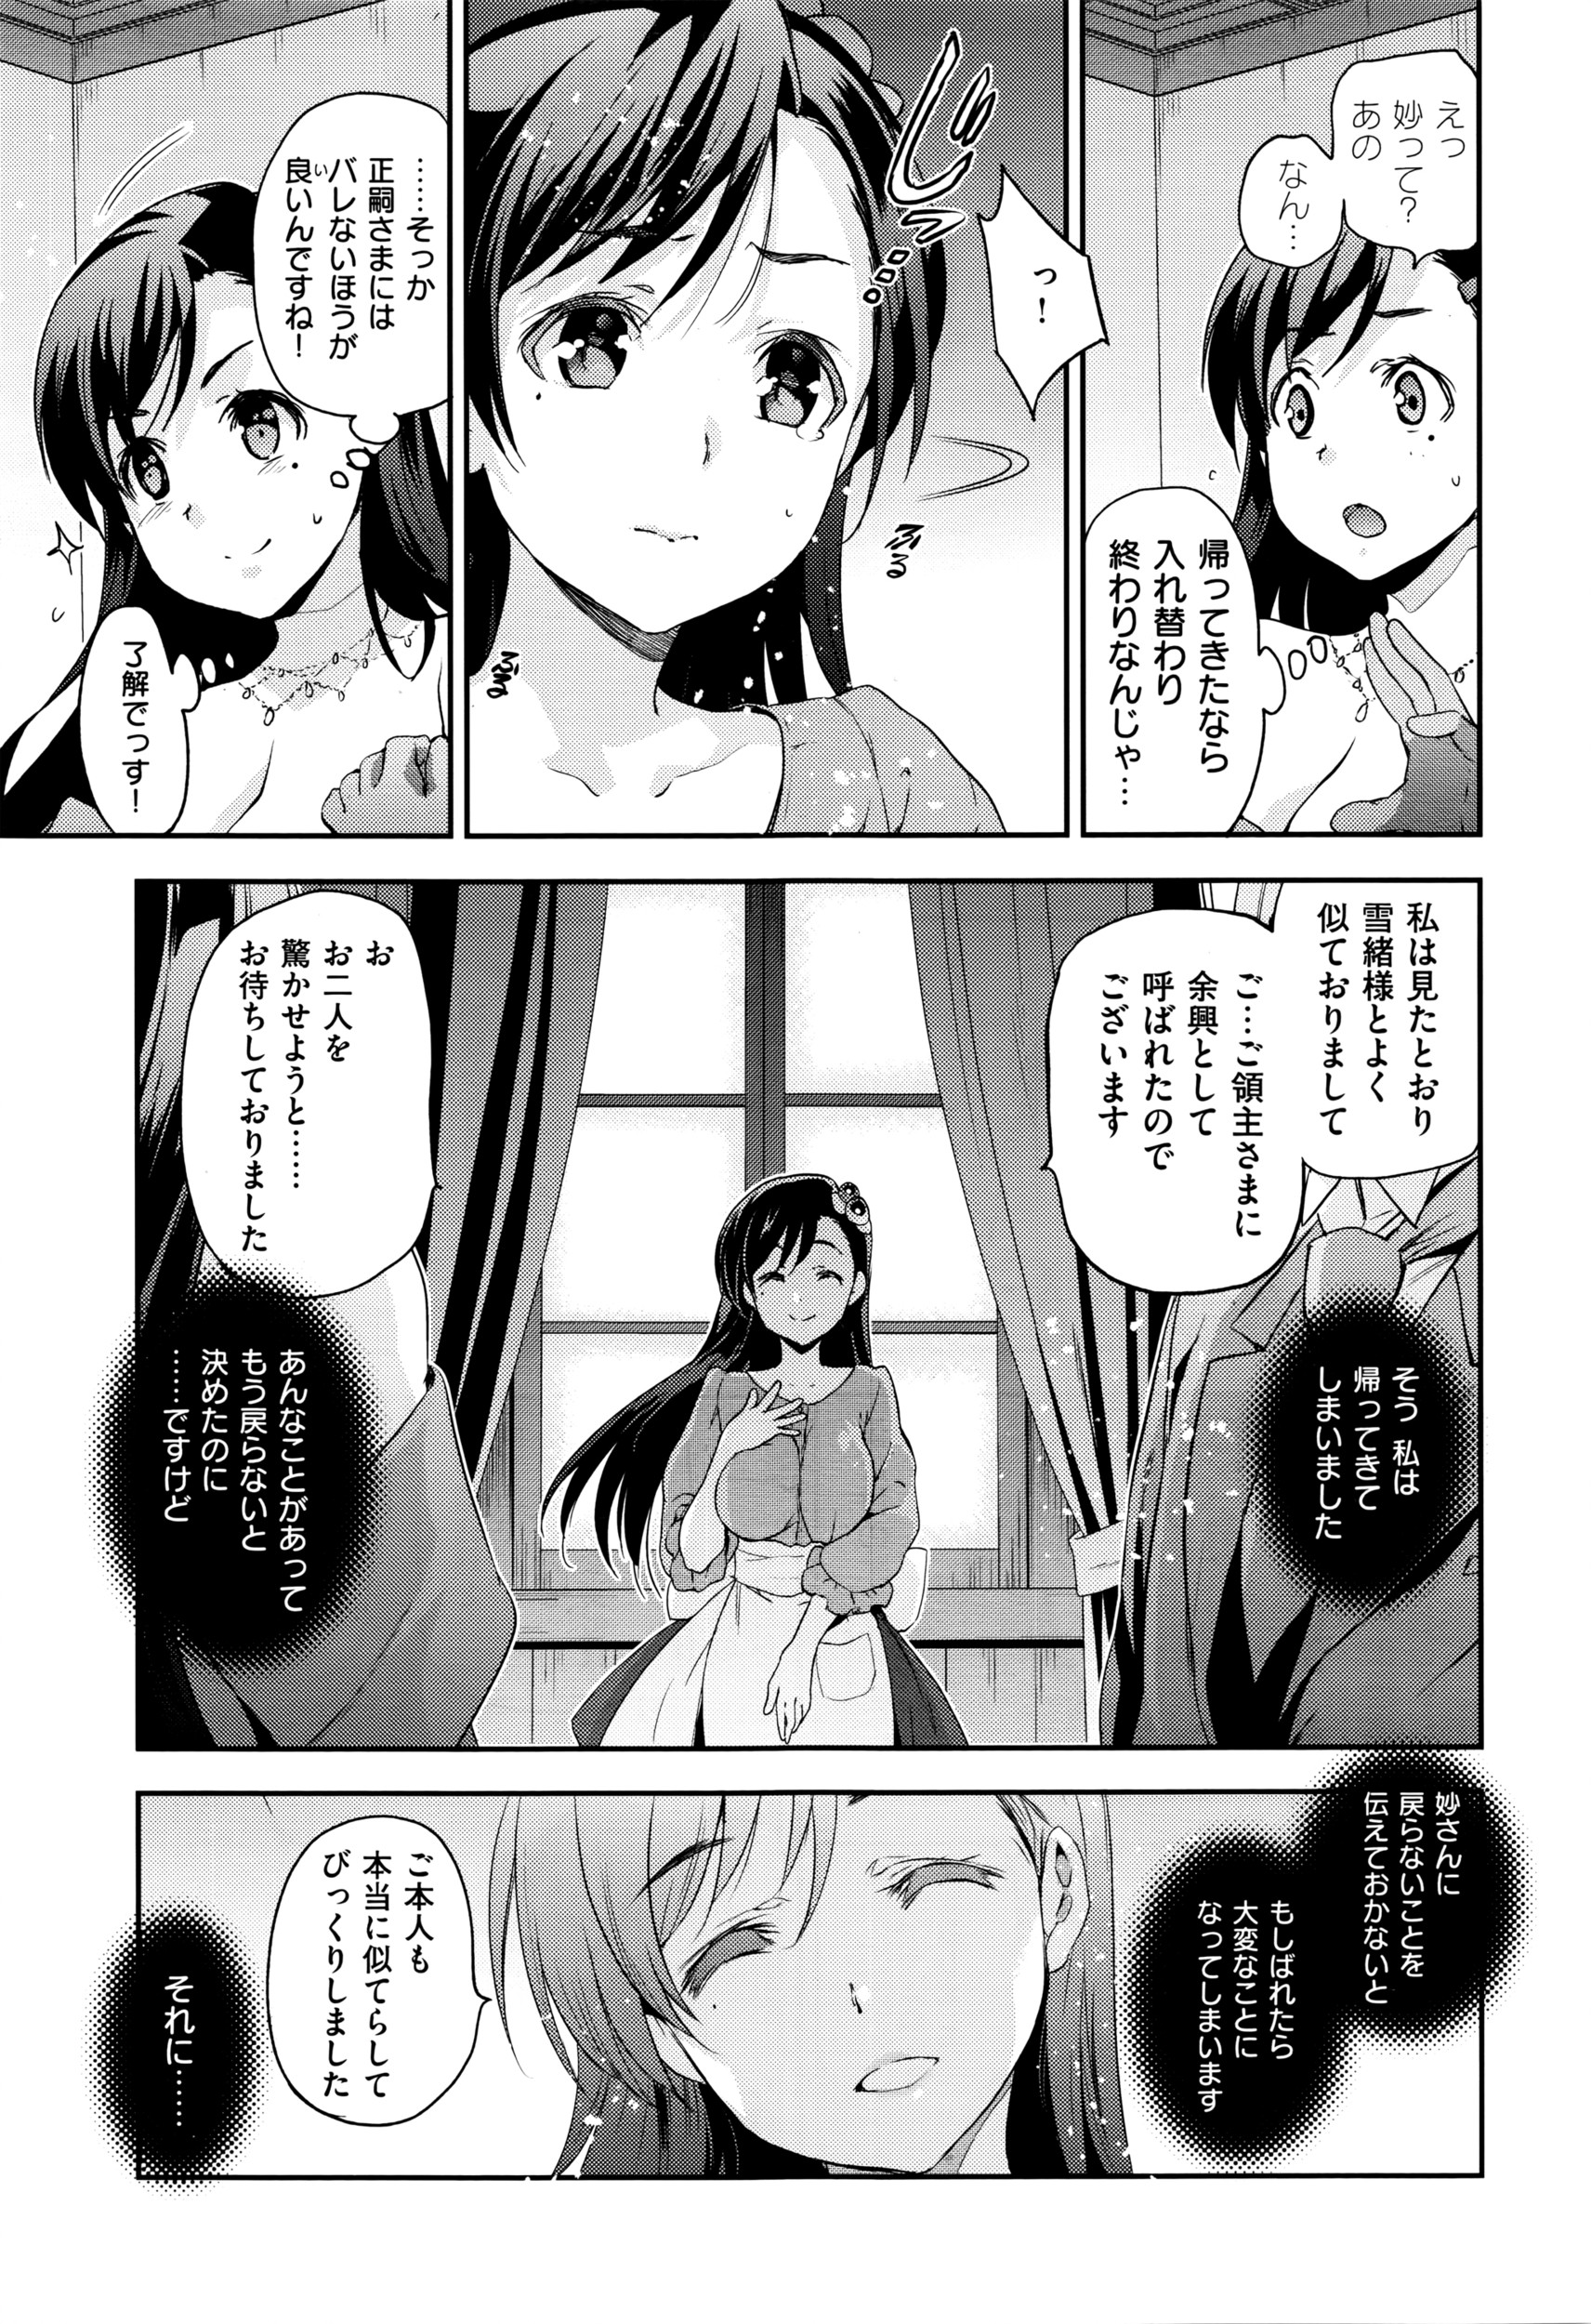 えっ
妙って?
あの
なん…
帰ってきたなら
入れ替わり
終わりなんじゃ…
っ!
じっ
ふる
ふる
……そっか
正嗣さまには
バレないほうが
良いんですね!
い
了解でっす!
私は見たとおり
雪緒様とよく
似ておりまして
ご…ご領主さまに
余興として
呼ばれたので
ございます
そう 私は
帰ってきて
しまいました
お
お二人を
驚かせようと……
お待ちしておりました
あんなことがあって
もう戻らないと
決めたのに
……ですけど
妙さんに
戻らないことを
伝えておかないと
もしばれたら
大変なことに
なってしまいます
ご本人も
本当に似てらして
びっくりしました
それに……